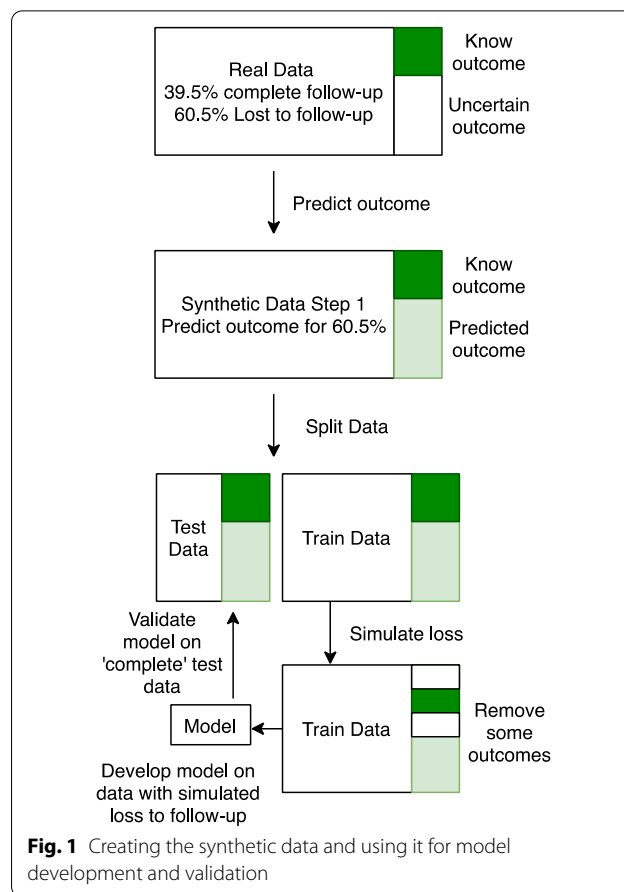 Real Data
39.5% complete follow-up
60.5% Lost to follow-up
Know
outcome
Uncertain
outcome
Predict outcome
Synthetic Data Step 1
Predict outcome for 60.5%
Know
outcome
Predicted
outcome
Split Data
Test
Data
Train Data
Validate
model on
'complete' test
data
Simulate loss
Model
Train Data
Remove
some
outcomes
Develop model on
data with simulated
loss to follow-up
Fig. 1 Creating the synthetic data and using it for model
development and validation